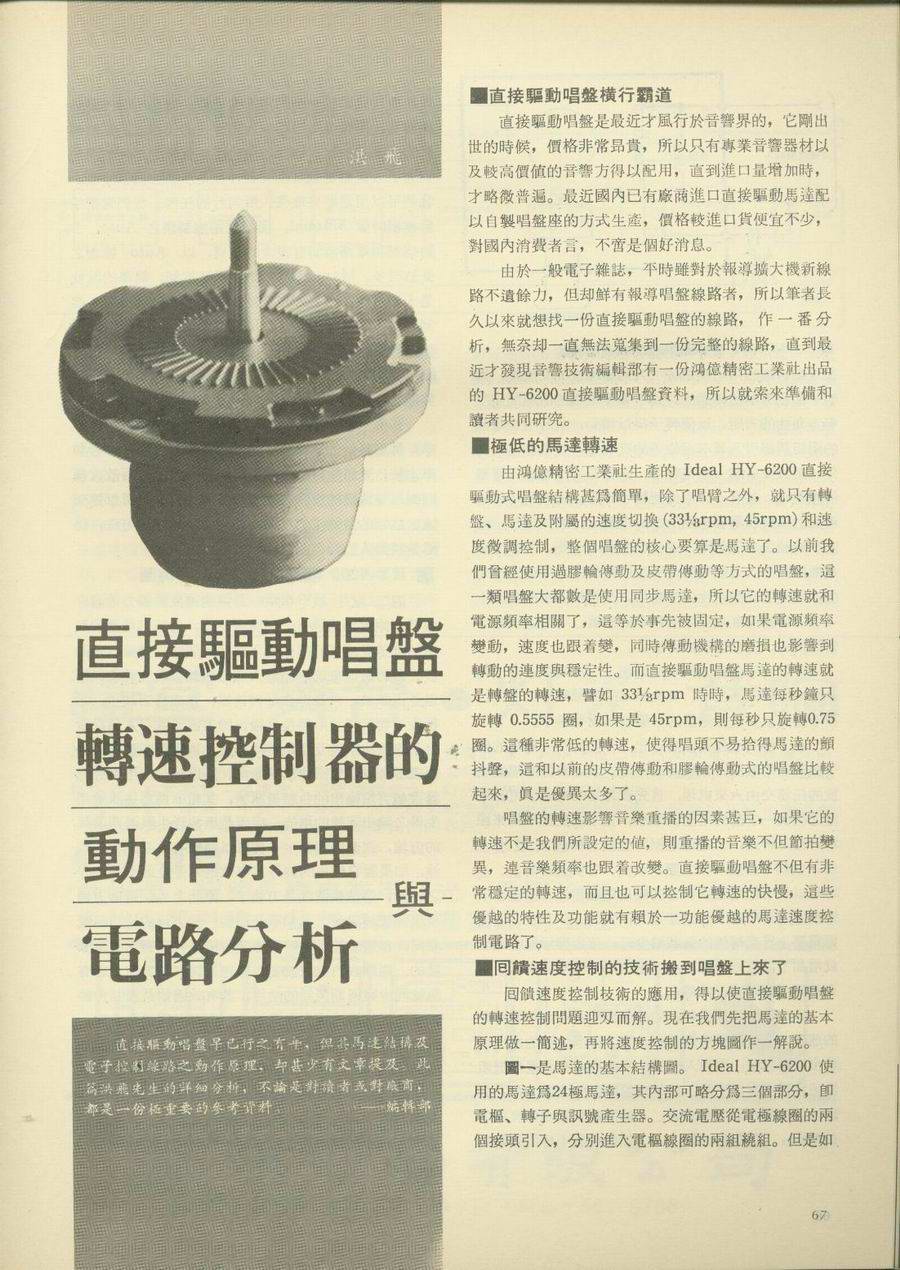 洪飛
直接驅動唱盤
轉速控制器的
動作原理
與
電路分析
直接驅動唱盤早已行之有年，但其馬達結構及
電子控制線路之動作原理，却甚少有文章提及，此
篇洪飛先生的詳細分析，不論是對讀者或對廠商，
都是一份極重要的參考資料。——編輯部
■直接驅動唱盤橫行霸道
直接驅動唱盤是最近才風行於音響界的，它剛出
世的時候，價格非常昂貴，所以只有專業音響器材以
及較高價值的音響方得以配用，直到進口量增加時，
才略微普遍。最近國內已有廠商進口直接驅動馬達配
以自製唱盤座的方式生產，價格較進口貨便宜不少，
對國內消費者言，不啻是個好消息。
由於一般電子雜誌，平時雖對於報導擴大機新線
路不遺餘力，但却鮮有報導唱盤線路者，所以筆者長
久以來就想找一份直接驅動唱盤的線路，作一番分
析，無奈却一直無法蒐集到一份完整的線路，直到最
近才發現音響技術編輯部有一份鴻億精密工業社出品
的 HY-6200直接驅動唱盤資料，所以就索來準備和
讀者共同研究。
■極低的馬達轉速
由鴻億精密工業社生產的 Ideal HY-6200 直接
驅動式唱盤結構甚爲簡單，除了唱臂之外，就只有轉
盤、馬達及附屬的速度切換(33⅓rpm, 45rpm)和速
度微調控制，整個唱盤的核心要算是馬達了。以前我
們曾經使用過膠輪傳動及皮帶傳動等方式的唱盤，這
一類唱盤大都數是使用同步馬達，所以它的轉速就和
電源頻率相關了，這等於事先被固定，如果電源頻率
變動，速度也跟着變，同時傳動機構的磨損也影響到
轉動的連度與穩定性。而直接驅動唱盤馬達的轉速就
是轉盤的轉速，譬如 33⅓rpm 時時，馬達每秒鐘只
旋轉 0.5555 圈，如果是 45rpm，則每秒只旋轉0.75
圈。這種非常低的轉速，使得唱頭不易拾得馬達的顫
抖聲，這和以前的皮帶傳動和膠輪傳動式的唱盤比較
起來，眞是優異太多了。
唱盤的轉速影響音樂重播的因素甚巨，如果它的
轉速不是我們所設定的值，則重播的音樂不但節拍變
異，連音樂頻率也跟着改變。直接驅動唱盤不但有非
常穩定的轉速，而且也可以控制它轉速的快慢，這些
優越的特性及功能就有賴於一功能優越的馬達速度控
制電路了。
■囘饋速度控制的技術搬到唱盤上來了
囘饋速度控制技術的應用，得以使直接驅動唱盤
的轉速控制問題迎刄而解。現在我們先把馬達的基本
原理做一簡述，再將速度控制的方塊圖作一解說。
圖一是馬達的基本結構圖。 Ideal HY-6200 使
用的馬達爲24極馬達，其內部可略分爲三個部分，卽
電樞、轉子與訊號產生器。交流電壓從電極線圈的兩
個接頭引入，分別進入電樞線圈的兩組繞組。但是如
67